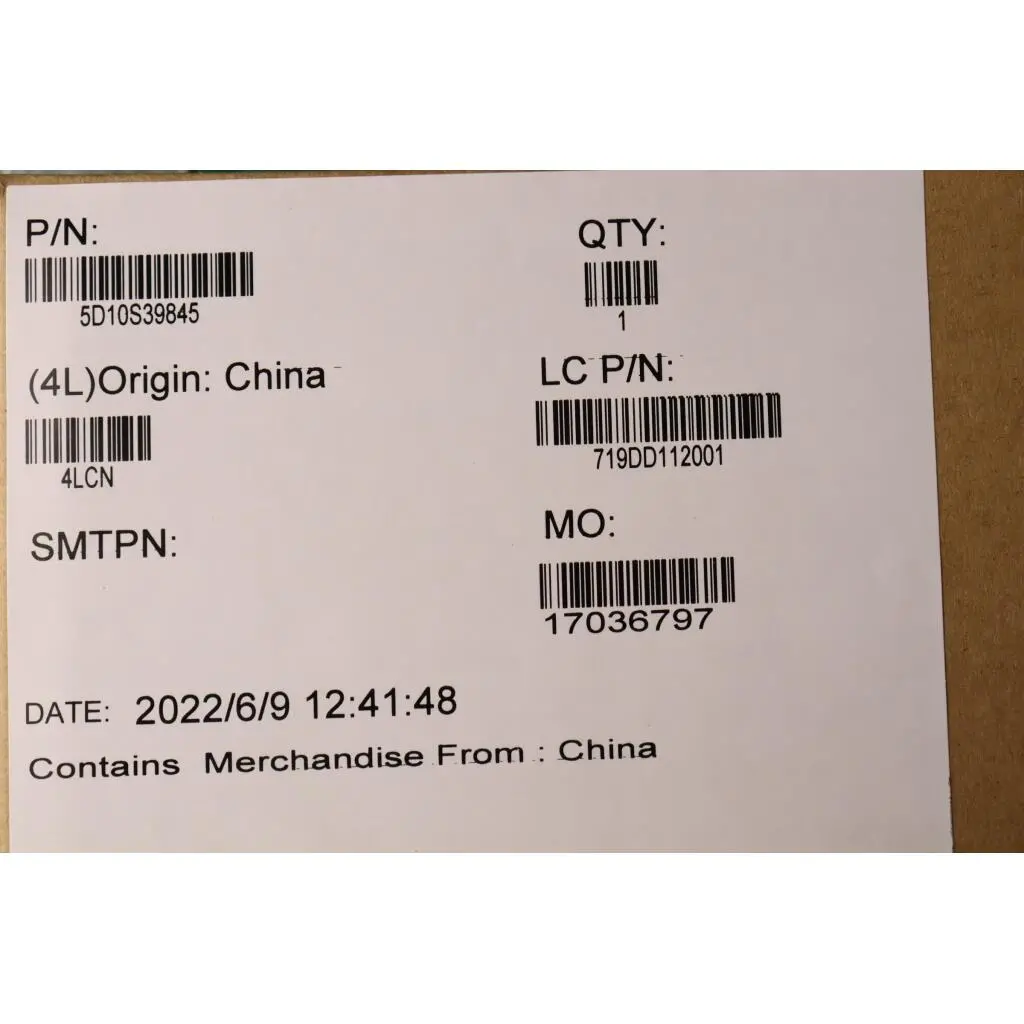 P/N:
5D10S39845
QTY:
1
(4L)Origin: China
4LCN
LC P/N:
719DD112001
SMTPN:
MO:
17036797
DATE: 2022/6/9 12:41:48
Contains Merchandise From : China